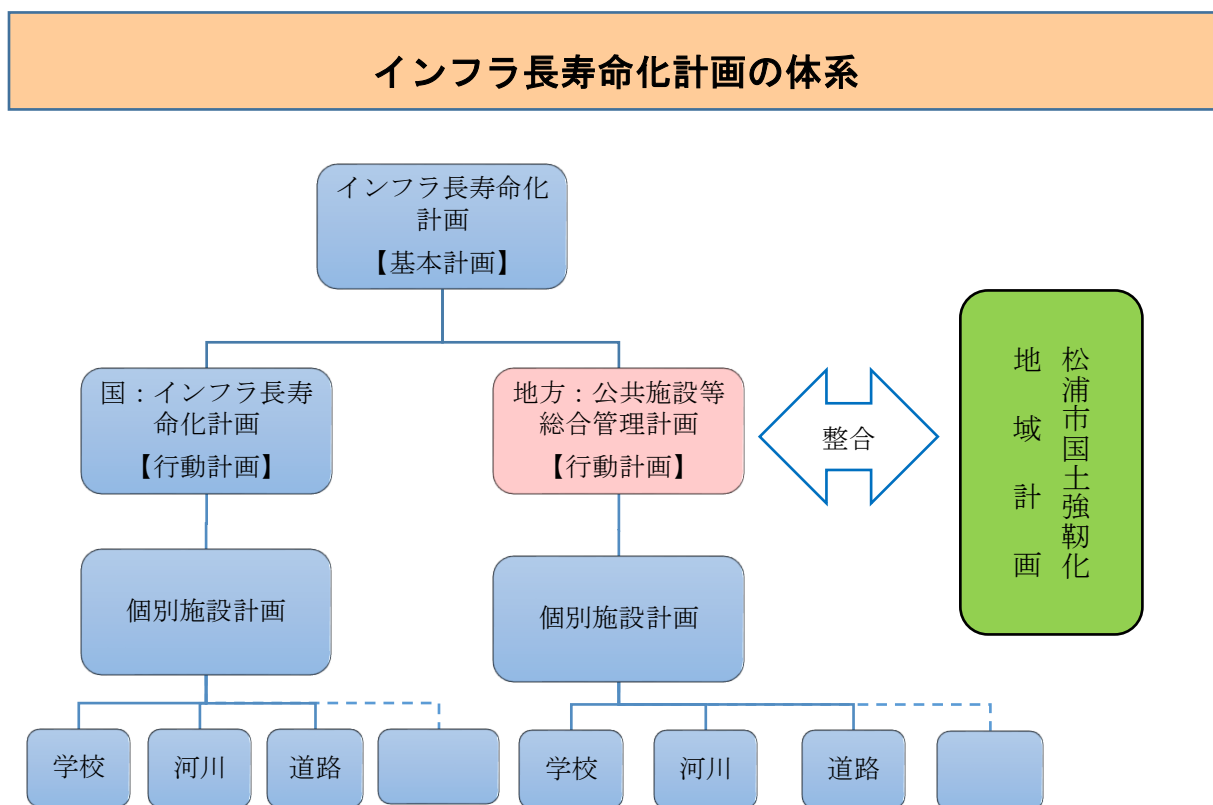 インフラ長寿命化計画の体系
インフラ長寿命化
計画
【基本計画】
国：インフラ長寿
命化計画
【行動計画】
地方：公共施設等
総合管理計画
【行動計画】
整合
松浦市国土強靭化
地域計画
個別施設計画
個別施設計画
学校
河川
道路
学校
河川
道路